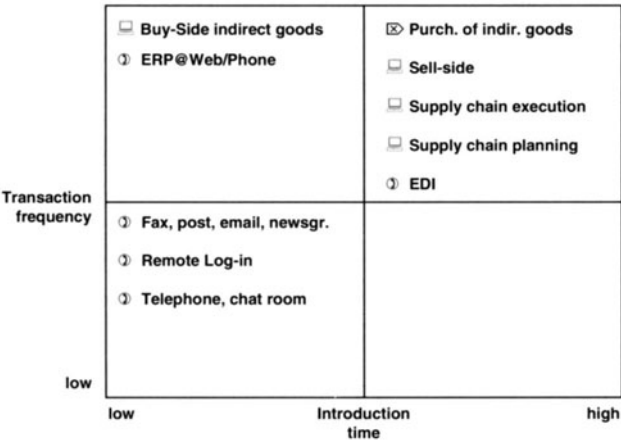 Buy-Side indirect goods
ERP@Web/Phone
Purch. of indir. goods
Sell-side
Supply chain execution
Supply chain planning
EDI
Transaction
frequency
Fax, post, email, newsgr.
Remote Log-in
Telephone, chat room
low
low
Introduction
time
high